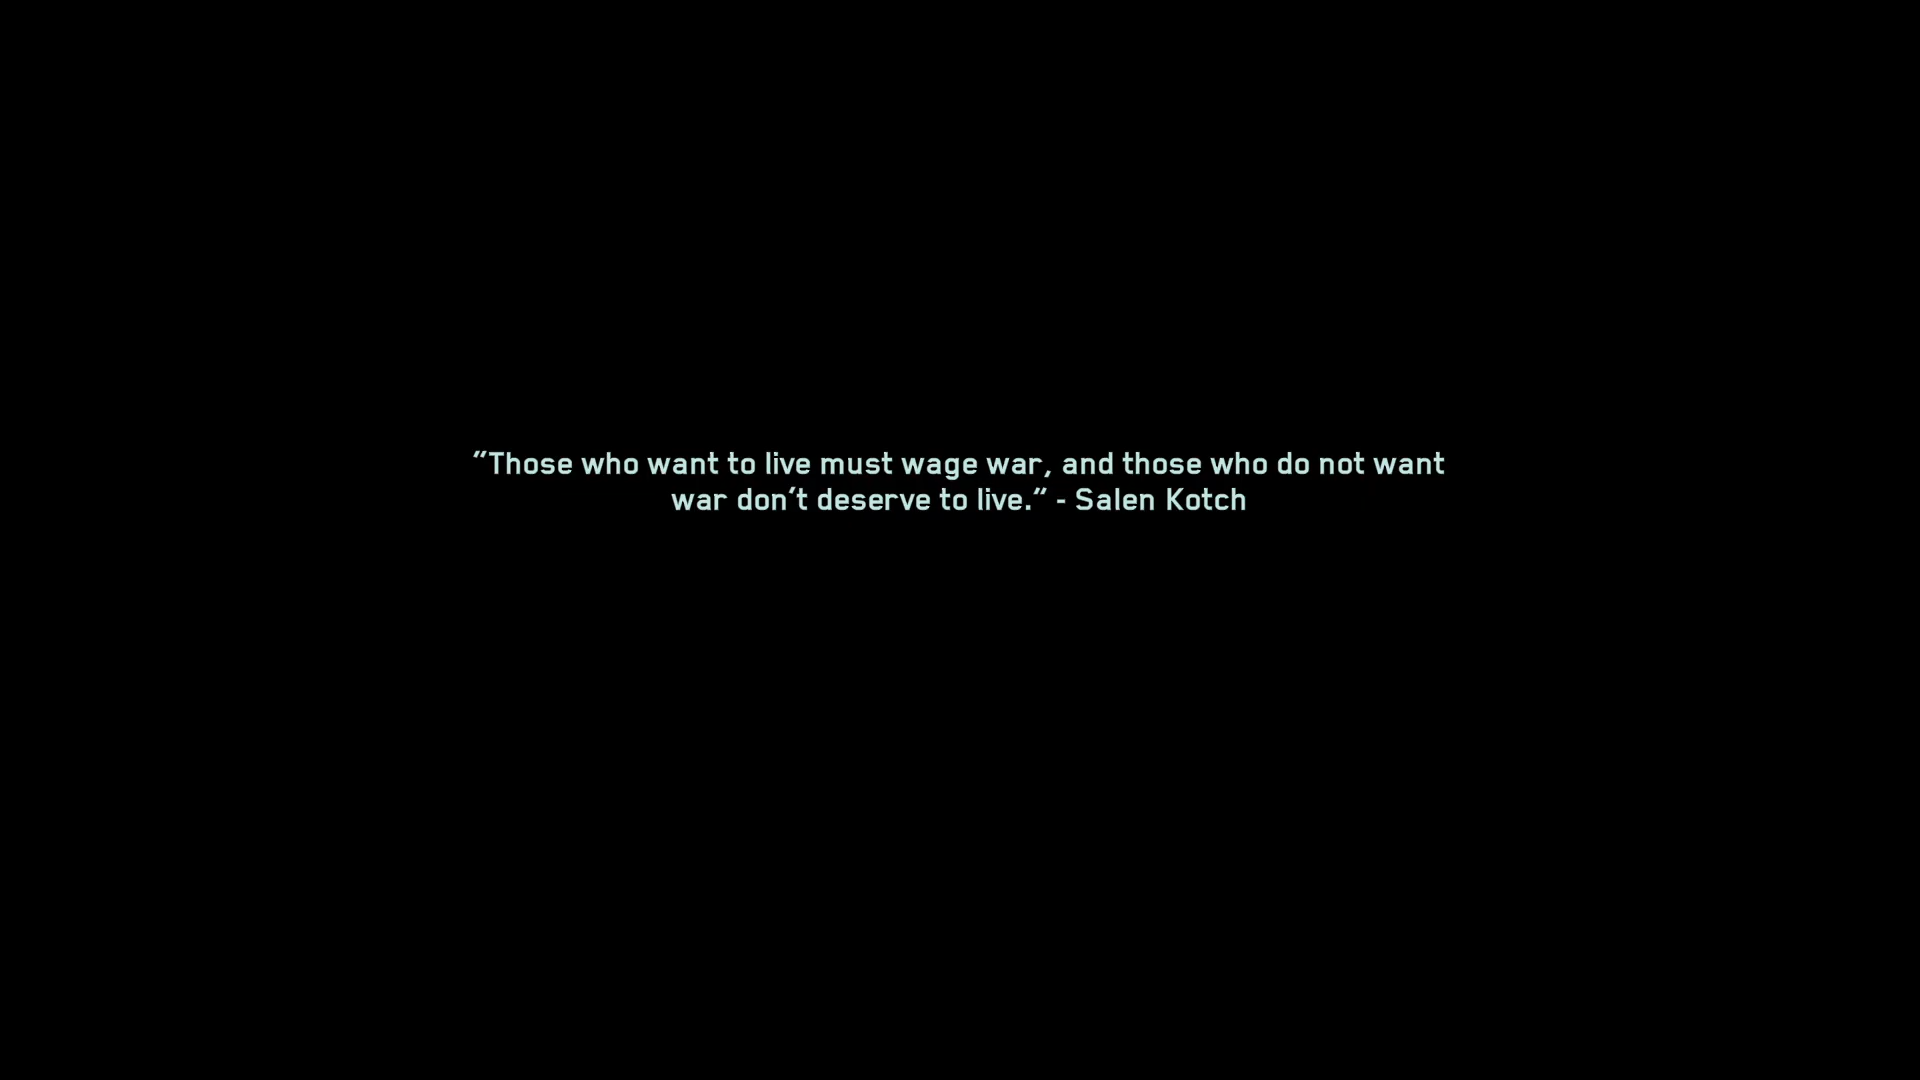 "Those who want to live must wage war, and those who do not want
war don't deserve to live." - Salen Kotch